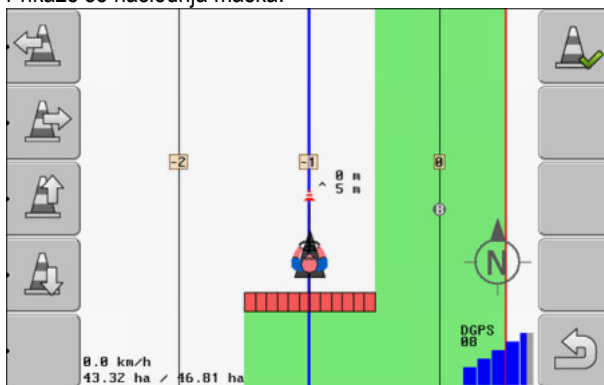 Prikaže se naslednja maska:
-2
-1
0
0 m
^ 5 m
B
N
DGPS
08
0.0 km/h
43.32 ha / 46.81 ha